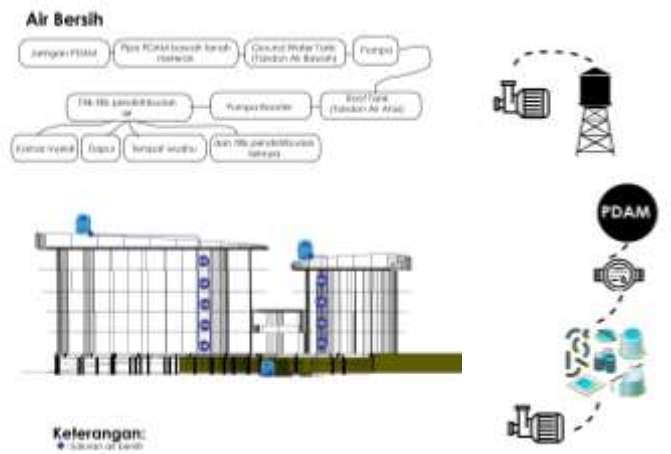 Air Bersih
Jaringan PDAM
Pipa PDAM bawah tanah
Ground Water Tank
(Tandon Air Bawah)
Pompa
Titik titik pendistribusian
air
Pompa Booster
Roof Tank
(Tandon Air Atas)
Kamar mandi
Dapur
Tempat wudhu
dan titik pendistribusian
lainnya
PDAM
Keterangan:
: Saluran air bersih